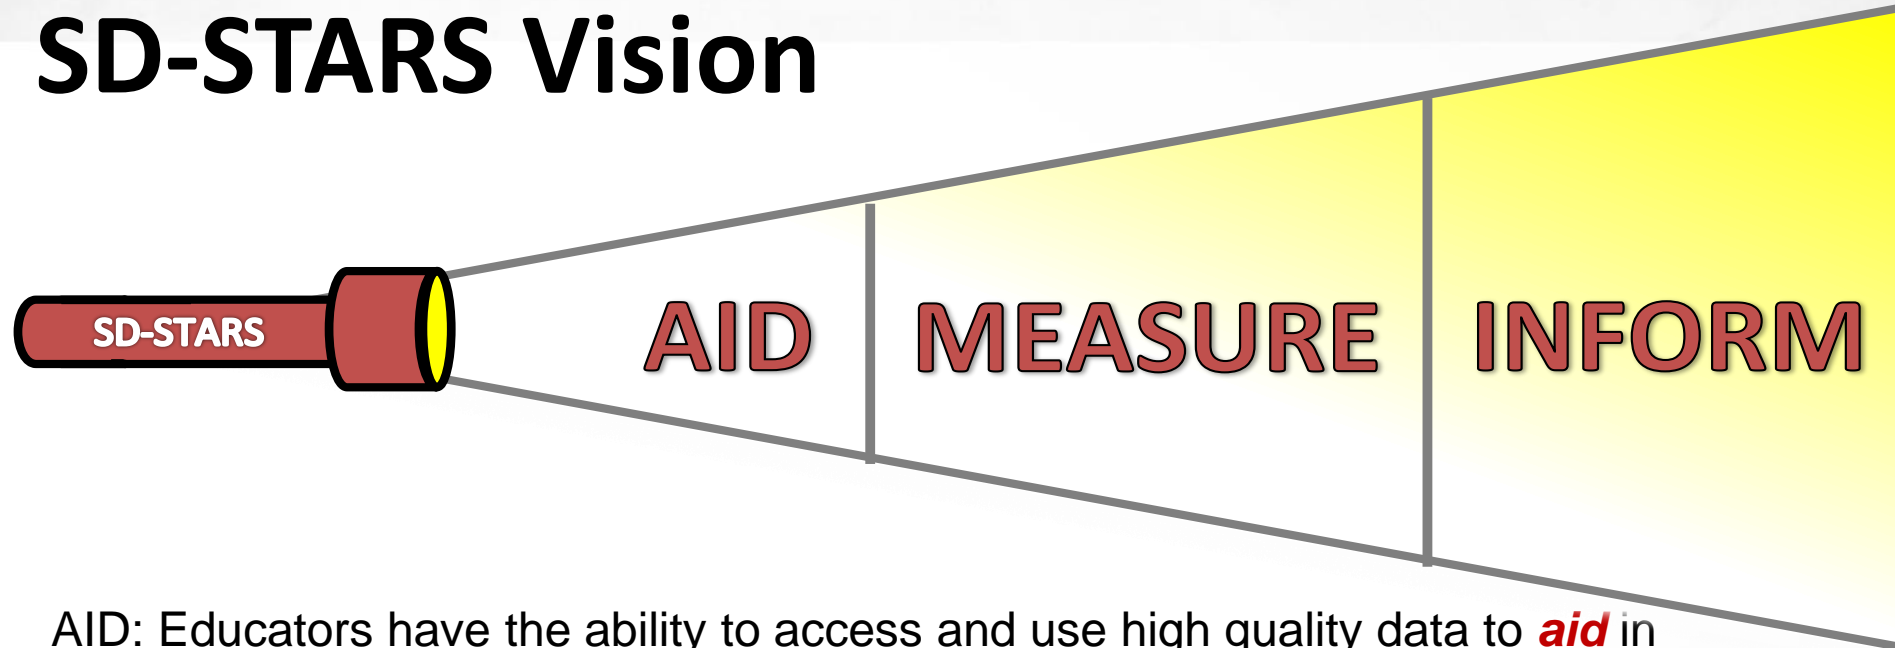 SD-STARS Vision
SD-STARS
AID
MEASURE
INFORM
AID: Educators have the ability to access and use high quality data to aid in